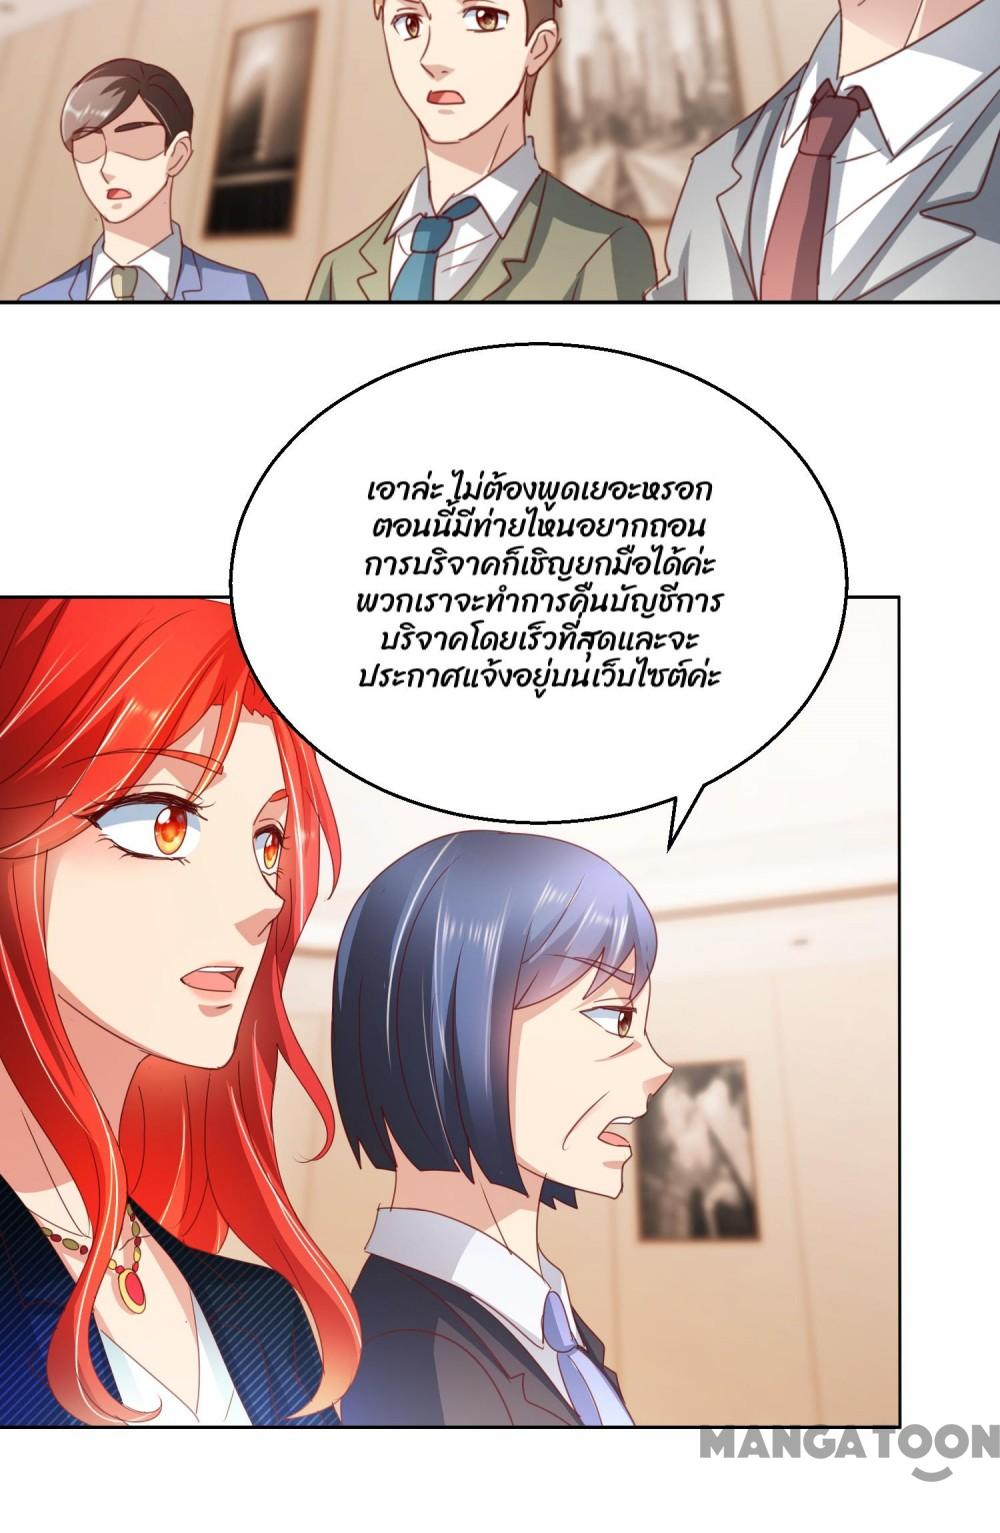 เอาล่ะ ไม่ต้องพูดเยอะหรอก
ตอนนี้มีท่านไหนอยากถอน
การบริจาคก็เชิญยกมือได้ค่ะ
พวกเราจะทำการคืนบัญชีการ
บริจาคโดยเร็วที่สุดและจะ
ประกาศแจ้งอยู่บนเว็บไซต์ค่ะ
MANGATOON